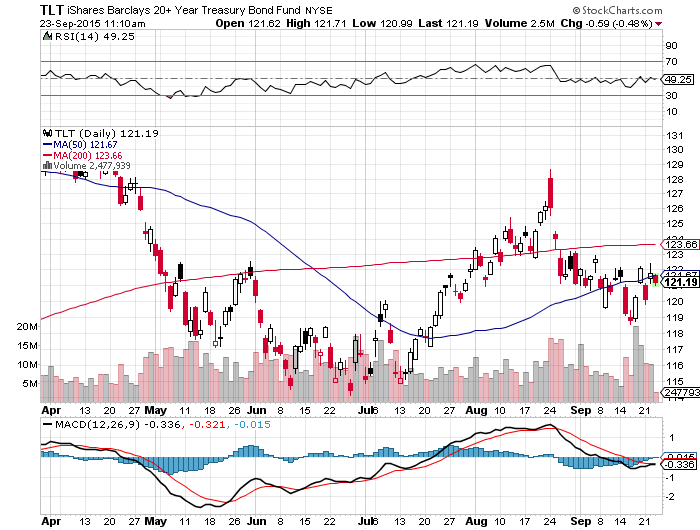 TLT iShares Barclays 20+ Year Treasury Bond Fund NYSE © StockCharts.com
23-Sep-2015 11:10am Open 121.62 High 121.71 Low 120.99 Last 121.19 Volume 2.5M Chg -0.59 (-0.48%)
RSI(14) 49.25
90
70
49.25
30
10
TLT (Daily) 121.19
MA(50) 121.67
MA(200) 123.66
Volume 2,477,939
131
130
129
128
127
126
125
124
123.66
123
122
121.67
121.19
120
119
118
117
116
115
114
20M
15M
10M
5M
247793
Apr 13 20 27 May 11 18 26 Jun 8 15 22 Jul 6 13 20 27 Aug 10 17 24 Sep 8 14 21
MACD(12,26,9) -0.336, -0.321, -0.015
1
-0.336
-1
-2
Apr 13 20 27 May 11 18 26 Jun 8 15 22 Jul 6 13 20 27 Aug 10 17 24 Sep 8 14 21